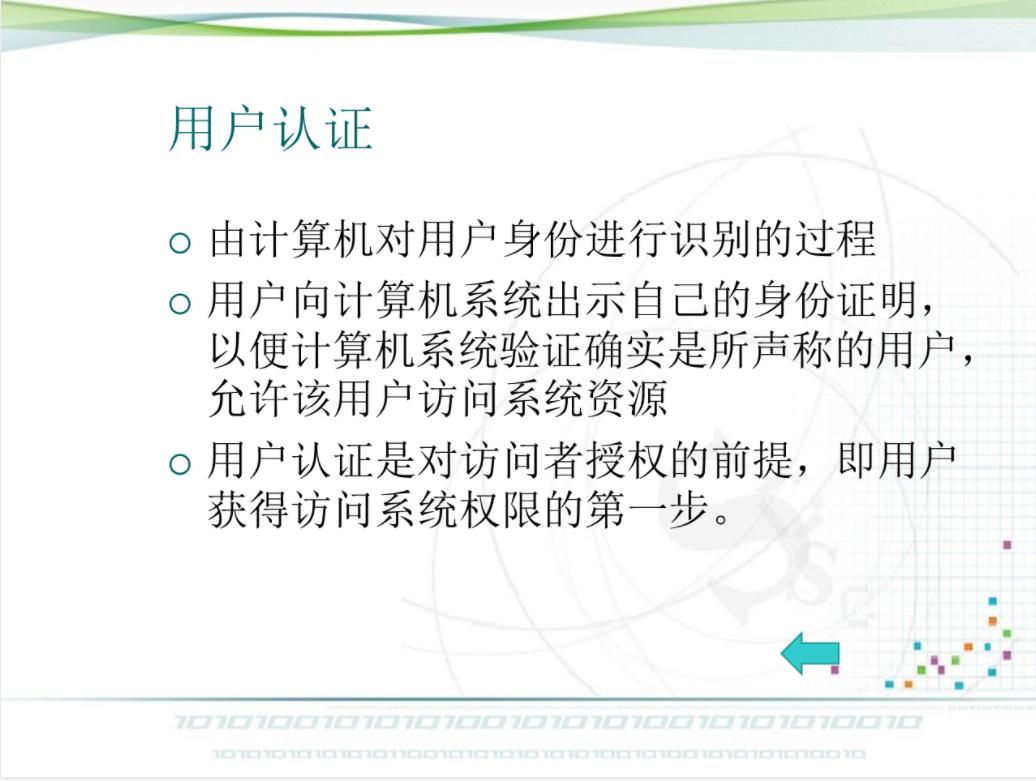 用户认证
由计算机对用户身份进行识别的过程
用户向计算机系统出示自己的身份证明，
以便计算机系统验证确实是所声称的用户，
允许该用户访问系统资源
用户认证是对访问者授权的前提，即用户
获得访问系统权限的第一步。